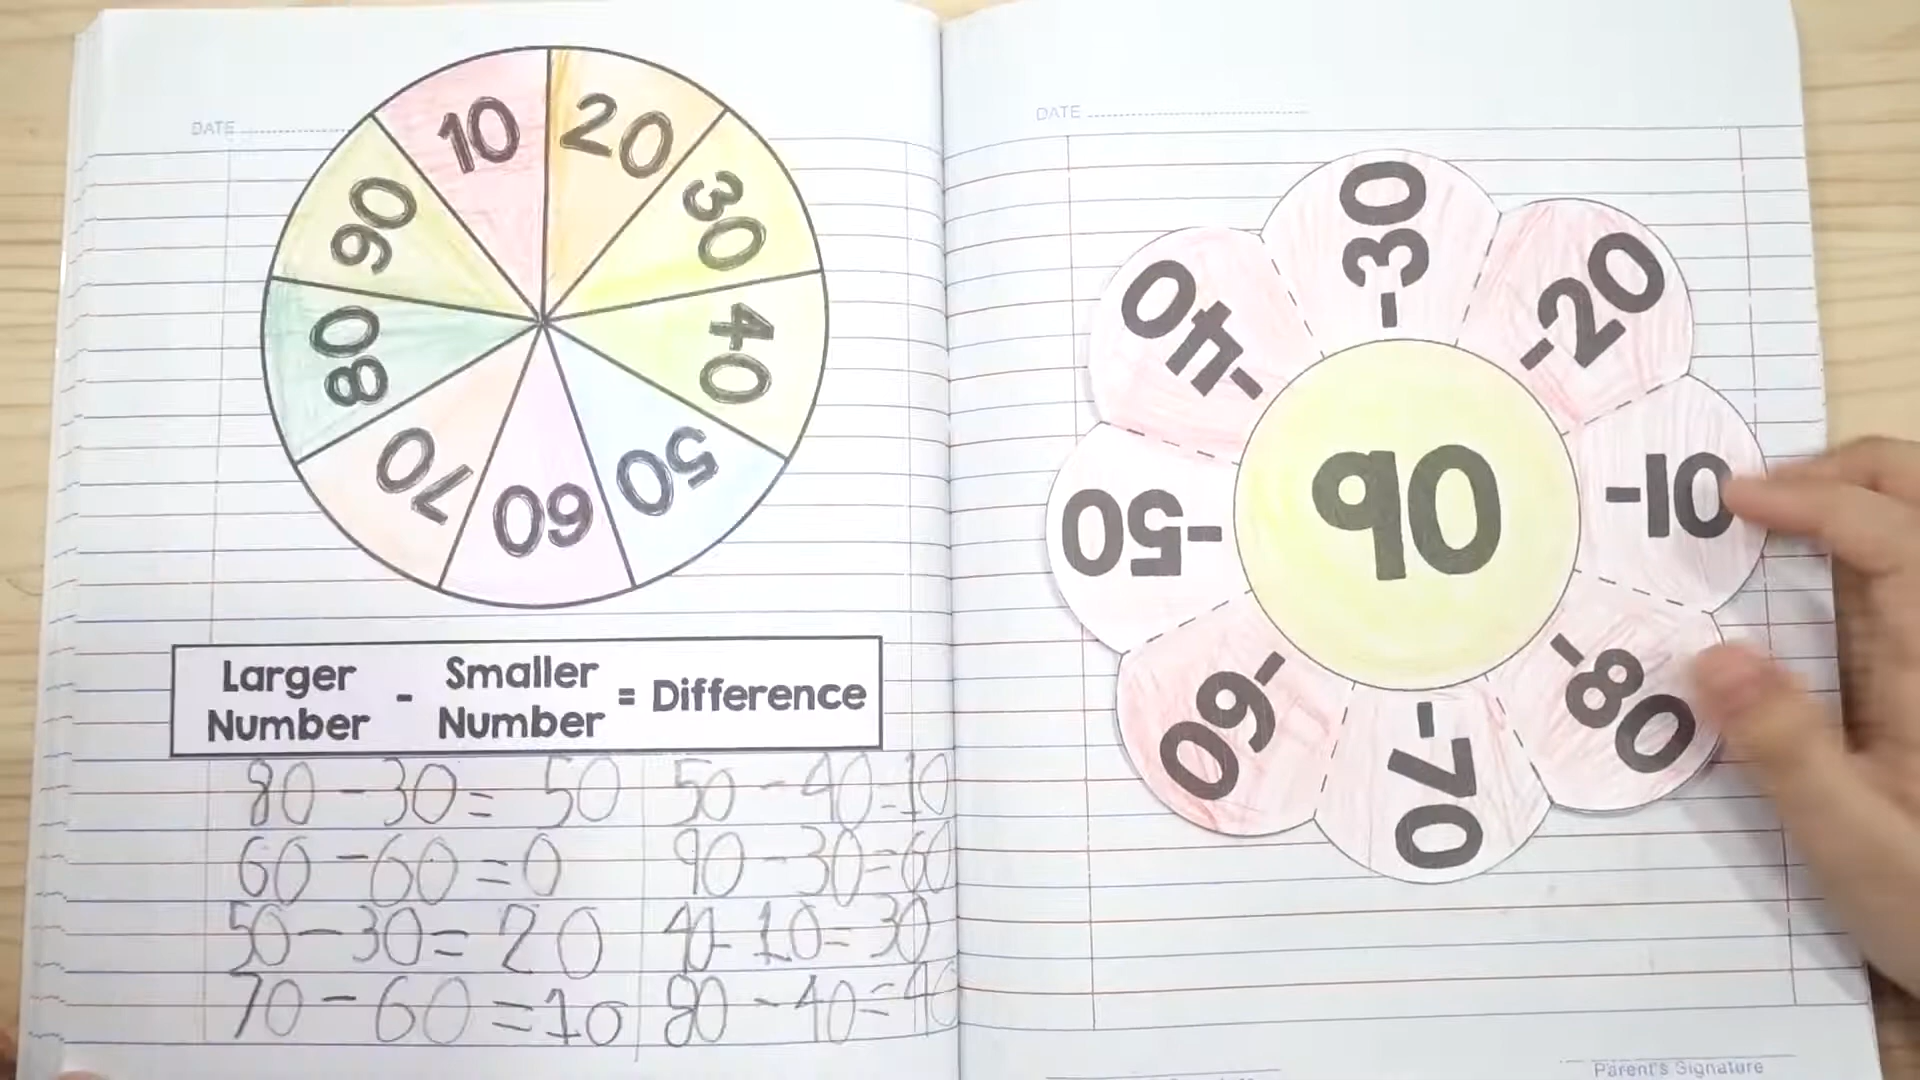 DATE
10
20
30
40
50
60
70
80
90
Larger Number - Smaller Number = Difference
80 - 30 = 50
60 - 60 = 0
50 - 30 = 20
70 - 60 = 10
50 - 40 = 10
90 - 30 = 60
40 - 10 = 30
80 - 40 = 40
DATE
90
-10
-20
-30
-40
-50
-60
-70
-80
Parent's Signature